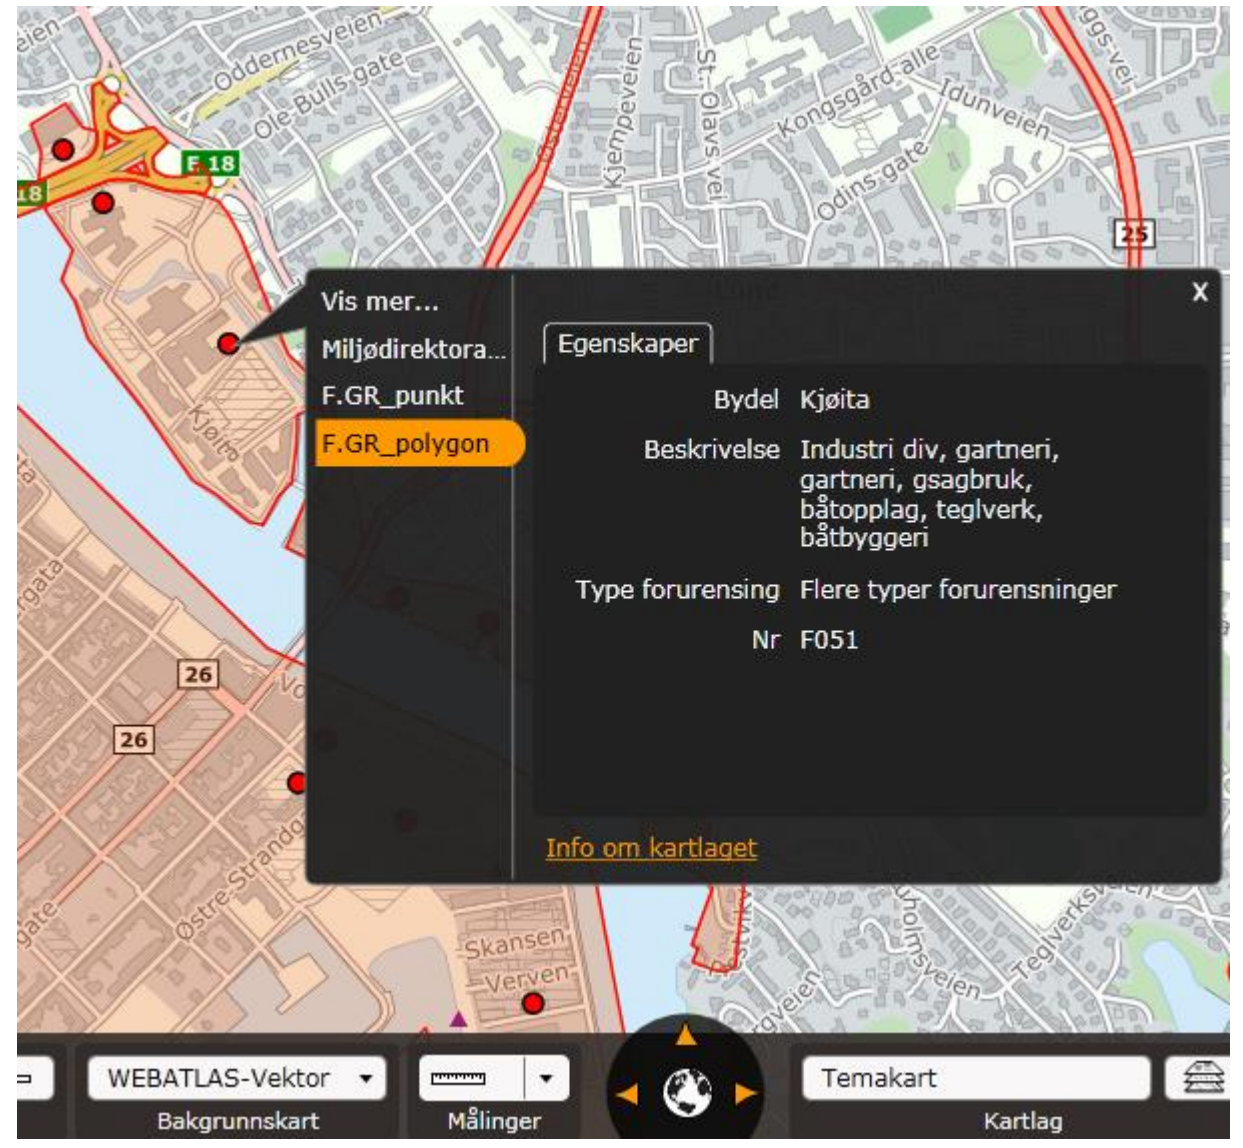 Oddernesveien
Ole Bulls gate
Østerveien
Kjempeveien
St. Olavs vei
Kongsgård alle
Idunveien
Odins gate
E 18
18
25
Vis mer...
X
Miljødirektora...
Egenskaper
F.GR_punkt
Bydel Kjøita
F.GR_polygon
Beskrivelse Industri div, gartneri,
gartneri, gsagbruk,
båtopplag, teglverk,
båtbyggeri
Type forurensing Flere typer forurensninger
Nr F051
Info om kartlaget
Kjøita
26
26
Østre Strandg
Skansen
Verven
WEBATLAS-Vektor
Temakart
Bakgrunnskart
Målinger
Kartlag